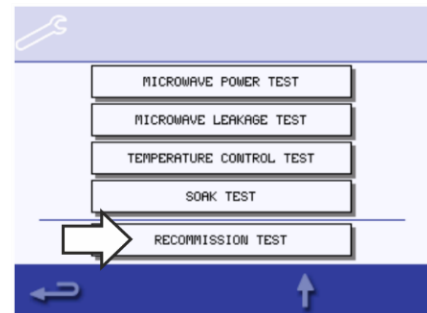 MICROWAVE POWER TEST
MICROWAVE LEAKAGE TEST
TEMPERATURE CONTROL TEST
SOAK TEST
RECOMMISSION TEST